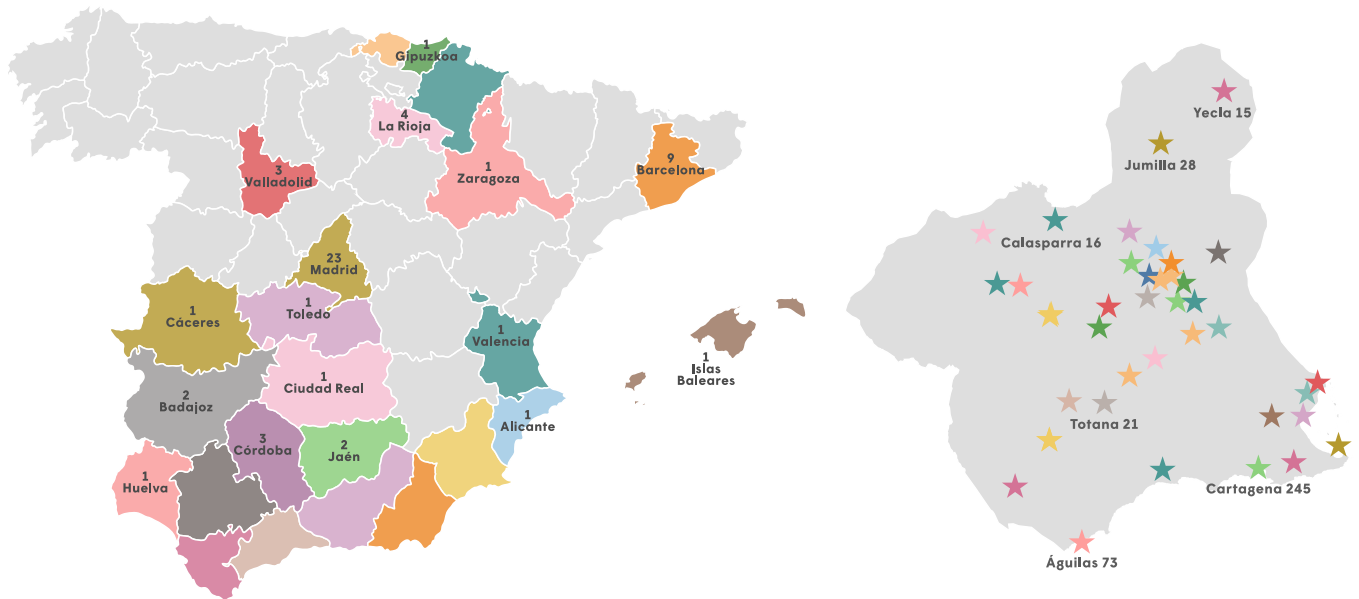 1
Gipuzkoa
4
La Rioja
3
Valladolid
1
Zaragoza
9
Barcelona
23
Madrid
1
Cáceres
1
Toledo
1
Valencia
1
Islas
Baleares
1
Ciudad Real
2
Badajoz
3
Córdoba
2
Jaén
1
Alicante
1
Huelva
Yecla 15
Jumilla 28
Calasparra 16
Totana 21
Cartagena 245
Águilas 73